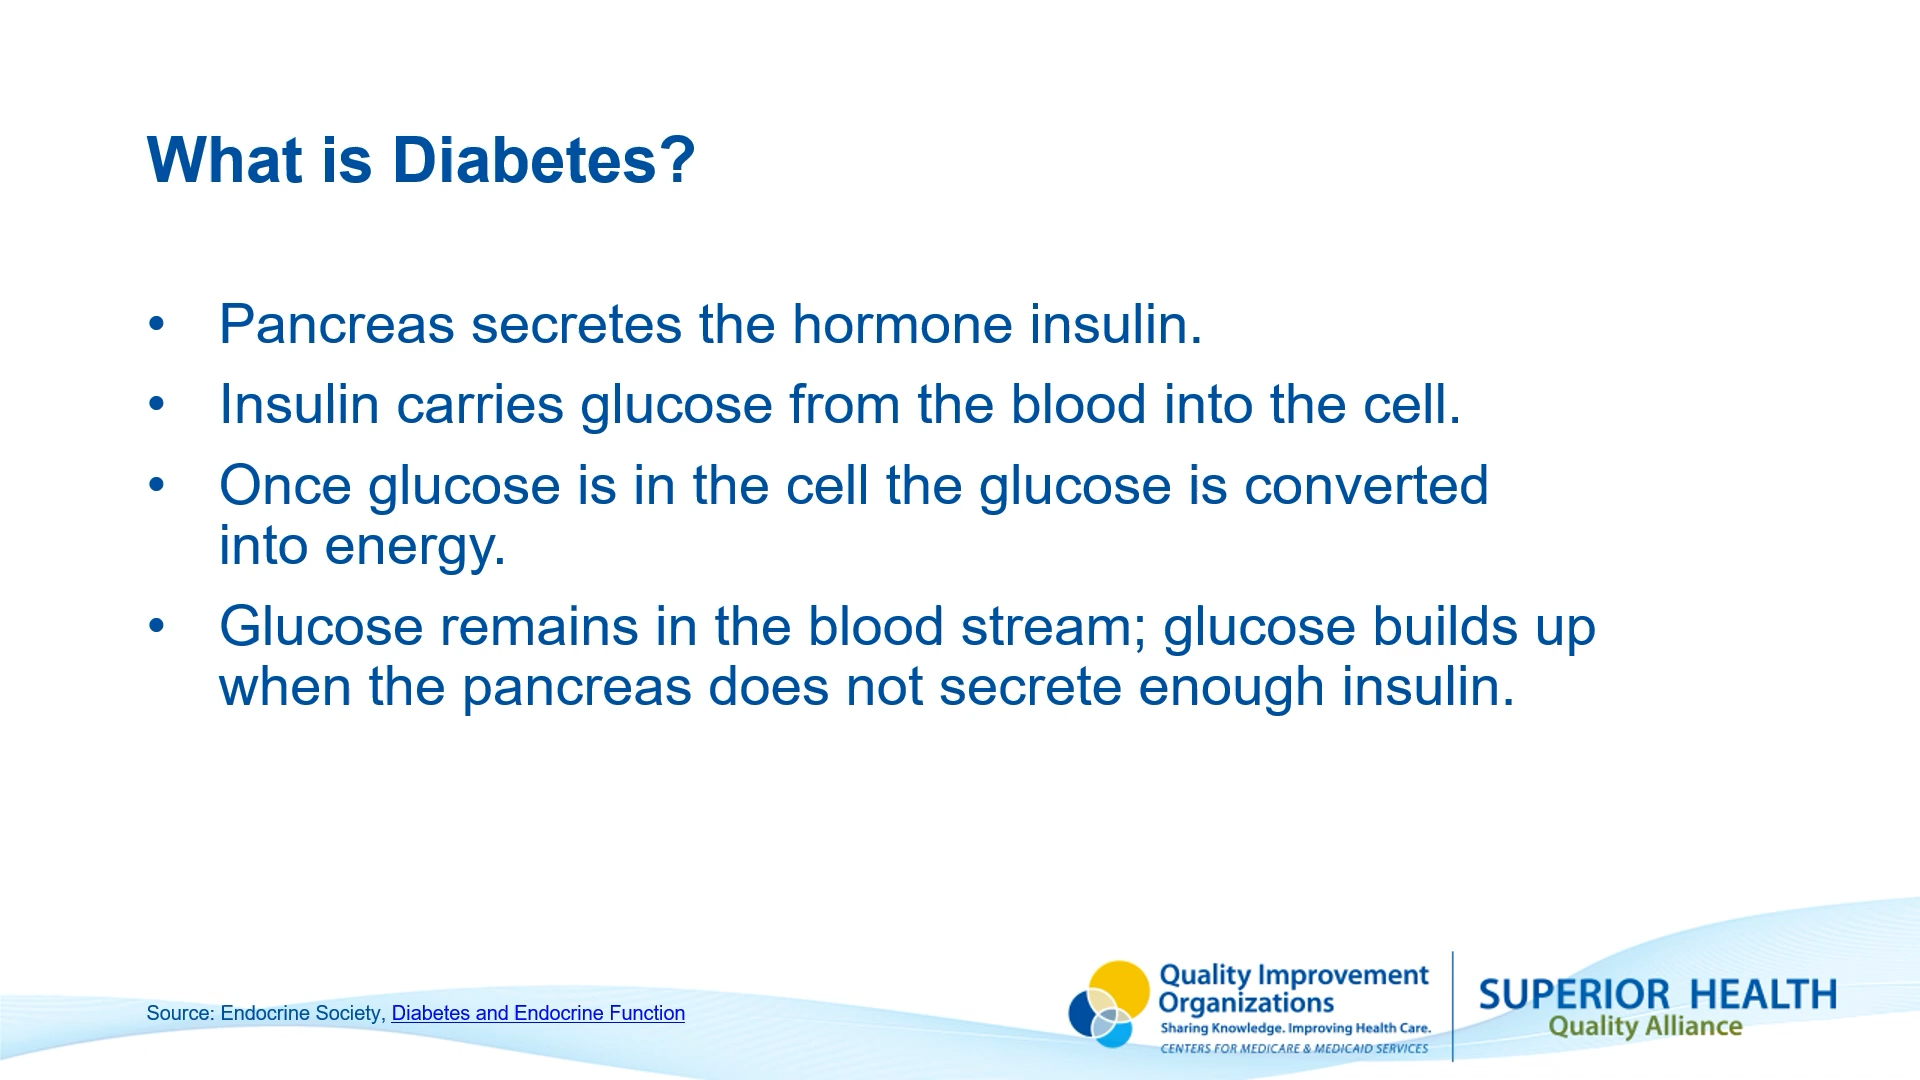 What is Diabetes?
• Pancreas secretes the hormone insulin.
• Insulin carries glucose from the blood into the cell.
• Once glucose is in the cell the glucose is converted
into energy.
• Glucose remains in the blood stream; glucose builds up
when the pancreas does not secrete enough insulin.
Source: Endocrine Society, Diabetes and Endocrine Function
Quality Improvement
Organizations
Sharing Knowledge. Improving Health Care.
CENTERS FOR MEDICARE & MEDICAID SERVICES
SUPERIOR HEALTH
Quality Alliance